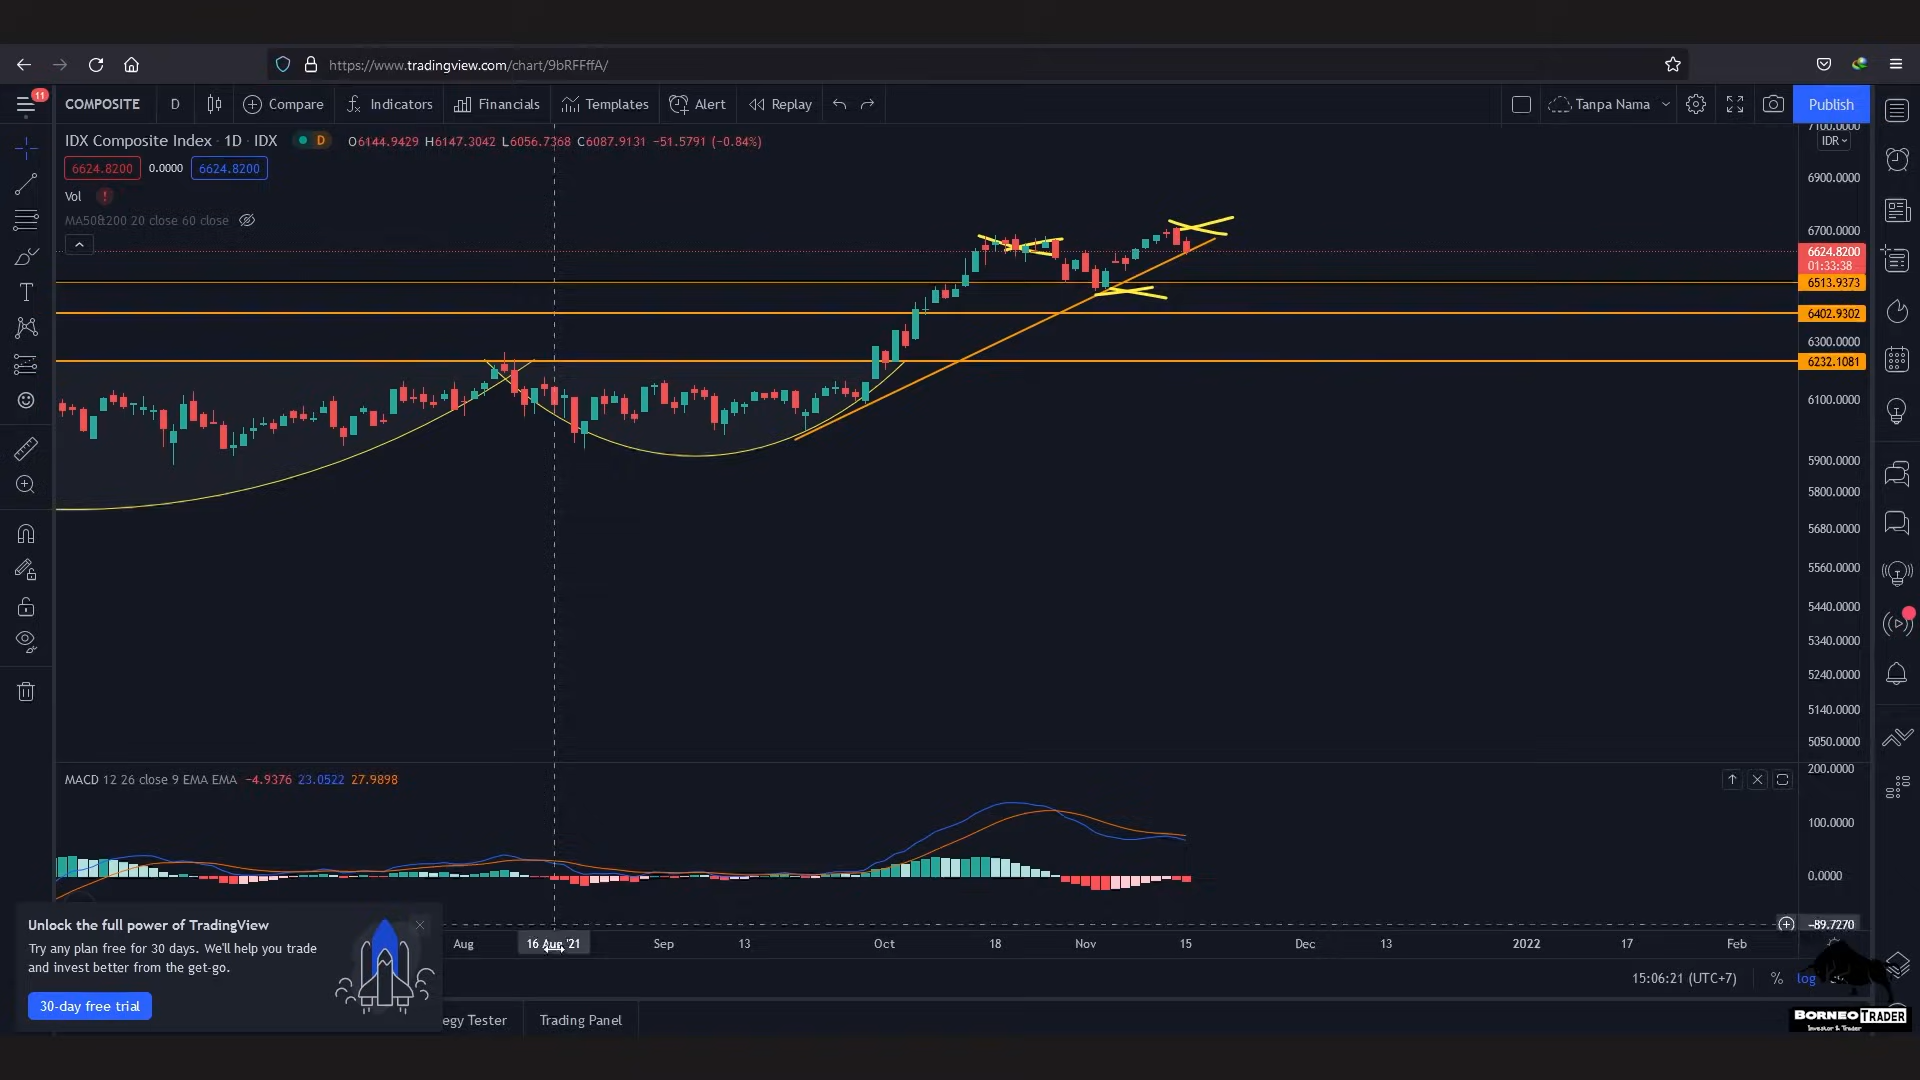 https://www.tradingview.com/chart/9bRFFffA/
11
COMPOSITE
D
Compare
Indicators
Financials
Templates
Alert
Replay
Tanpa Nama
Publish
IDX Composite Index · 1D · IDX
D
O6144.9429 H6147.3042 L6056.7368 C6087.9131 −51.5791 (−0.84%)
6624.8200
0.0000
6624.8200
Vol
MA50&200 20 close 60 close
7100.0000
IDR
6900.0000
6700.0000
6624.8200
01:33:38
6513.9373
6402.9302
6300.0000
6232.1081
6100.0000
5900.0000
5800.0000
5680.0000
5560.0000
5440.0000
5340.0000
5240.0000
5140.0000
5050.0000
MACD 12 26 close 9 EMA EMA −4.9376 23.0522 27.9898
200.0000
100.0000
0.0000
−89.7270
Aug
16 Aug '21
Sep
13
Oct
18
Nov
15
Dec
13
2022
17
Feb
Unlock the full power of TradingView
Try any plan free for 30 days. We'll help you trade
and invest better from the get-go.
30-day free trial
15:06:21 (UTC+7)
%
log
egy Tester
Trading Panel
BORNEO TRADER
Investor & Trader